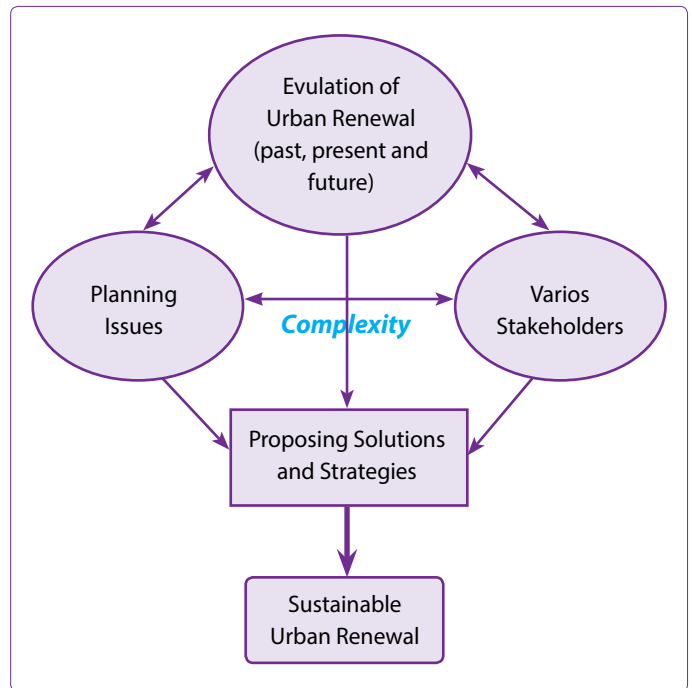 Evulation of
Urban Renewal
(past, present and
future)
Planning
Issues
Complexity
Varios
Stakeholders
Proposing Solutions
and Strategies
Sustainable
Urban Renewal